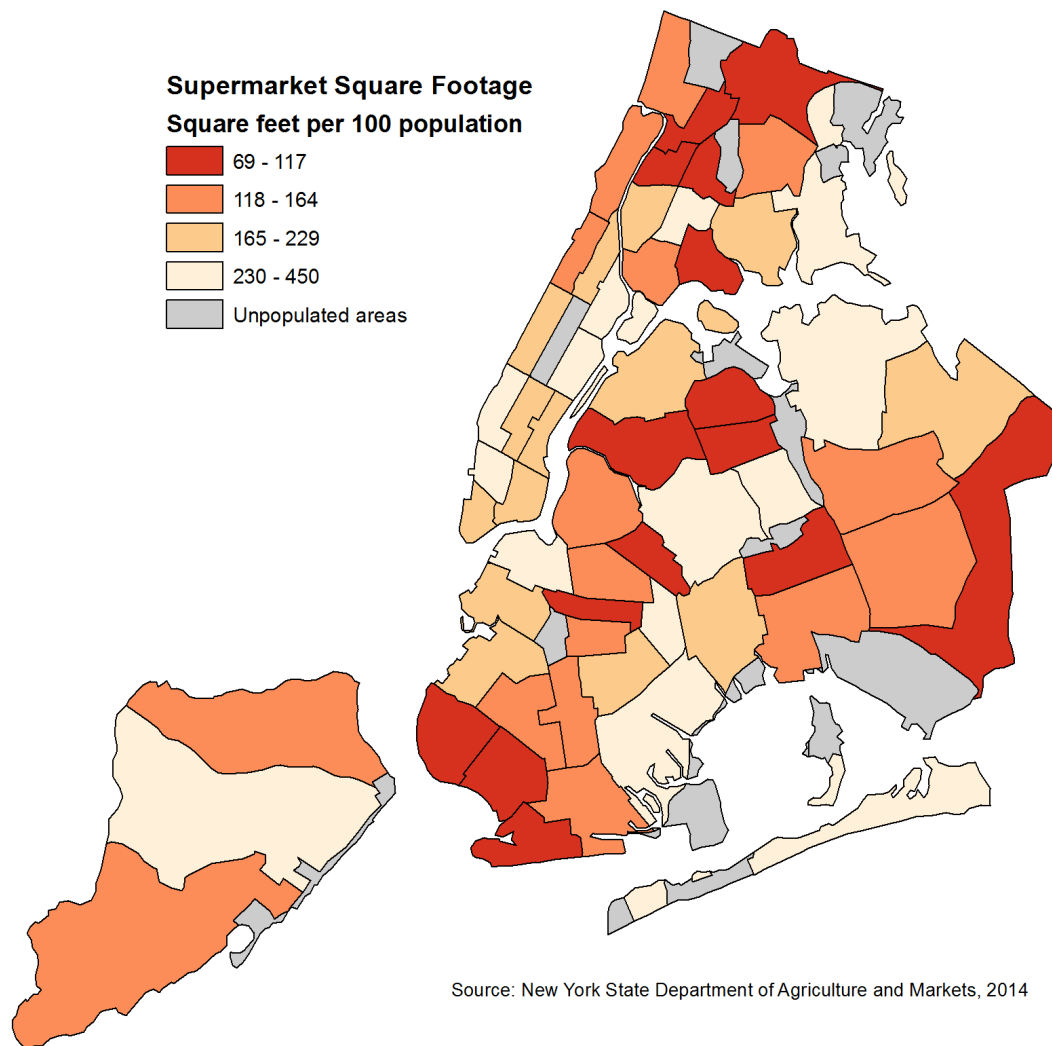 Supermarket Square Footage
Square feet per 100 population
69 - 117
118 - 164
165 - 229
230 - 450
Unpopulated areas
Source: New York State Department of Agriculture and Markets, 2014